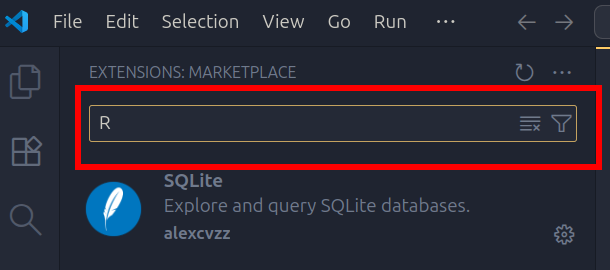 File Edit Selection View Go Run ···
EXTENSIONS: MARKETPLACE ···
R
SQLite
Explore and query SQLite databases.
alexcvzz